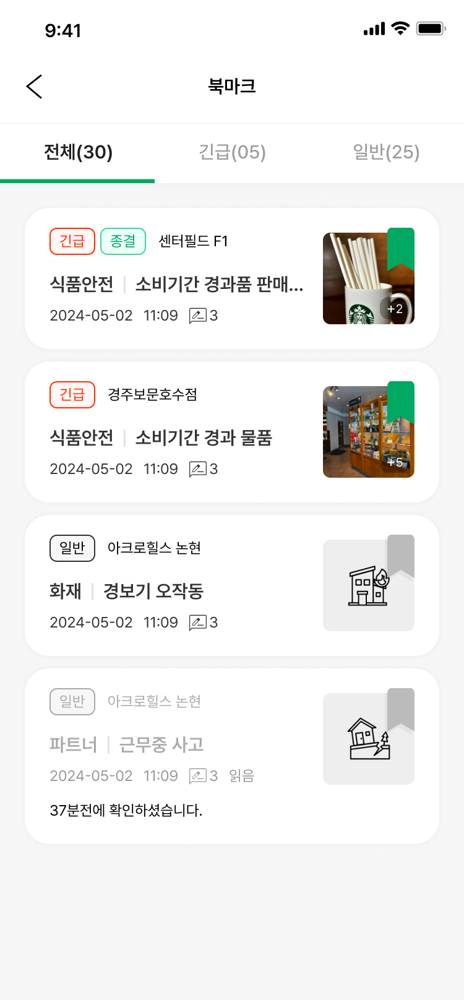 9:41
북마크
전체(30) 긴급(05) 일반(25)
긴급 종결 센터필드 F1
식품안전 | 소비기간 경과품 판매...
2024-05-02 11:09 3
+2
긴급 경주보문호수점
식품안전 | 소비기간 경과 물품
2024-05-02 11:09 3
+5
일반 아크로힐스 논현
화재 | 경보기 오작동
2024-05-02 11:09 3
일반 아크로힐스 논현
파트너 | 근무중 사고
2024-05-02 11:09 3 읽음
37분전에 확인하셨습니다.